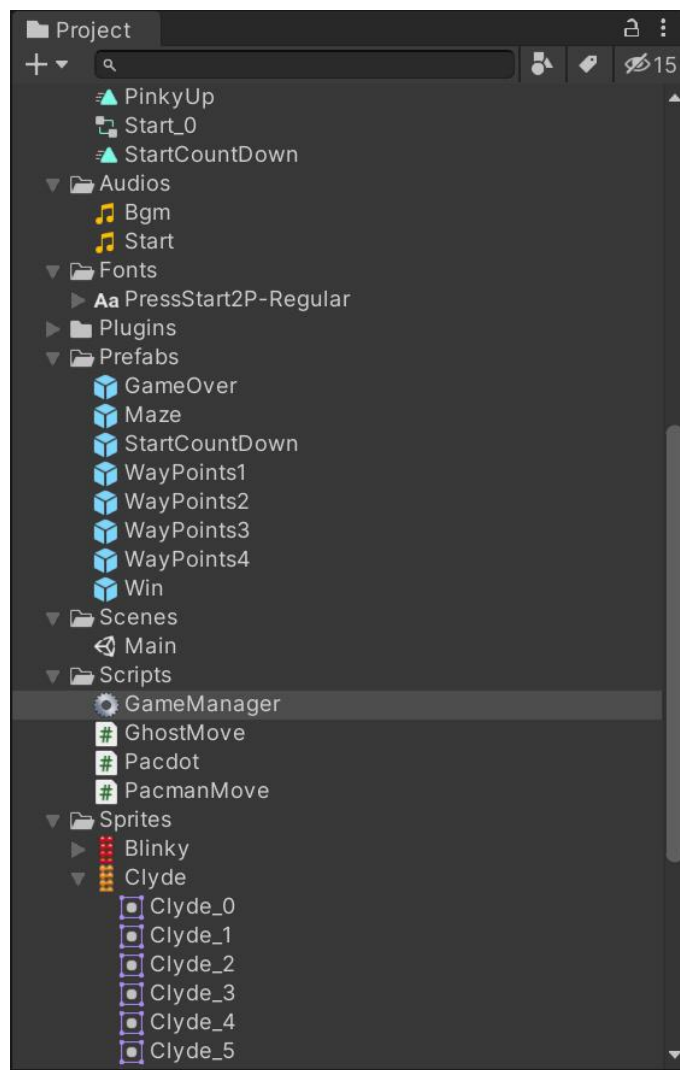 Project
15
PinkyUp
Start_0
StartCountDown
Audios
Bgm
Start
Fonts
Aa PressStart2P-Regular
Plugins
Prefabs
GameOver
Maze
StartCountDown
WayPoints1
WayPoints2
WayPoints3
WayPoints4
Win
Scenes
Main
Scripts
GameManager
# GhostMove
# Pacdot
# PacmanMove
Sprites
Blinky
Clyde
Clyde_0
Clyde_1
Clyde_2
Clyde_3
Clyde_4
Clyde_5